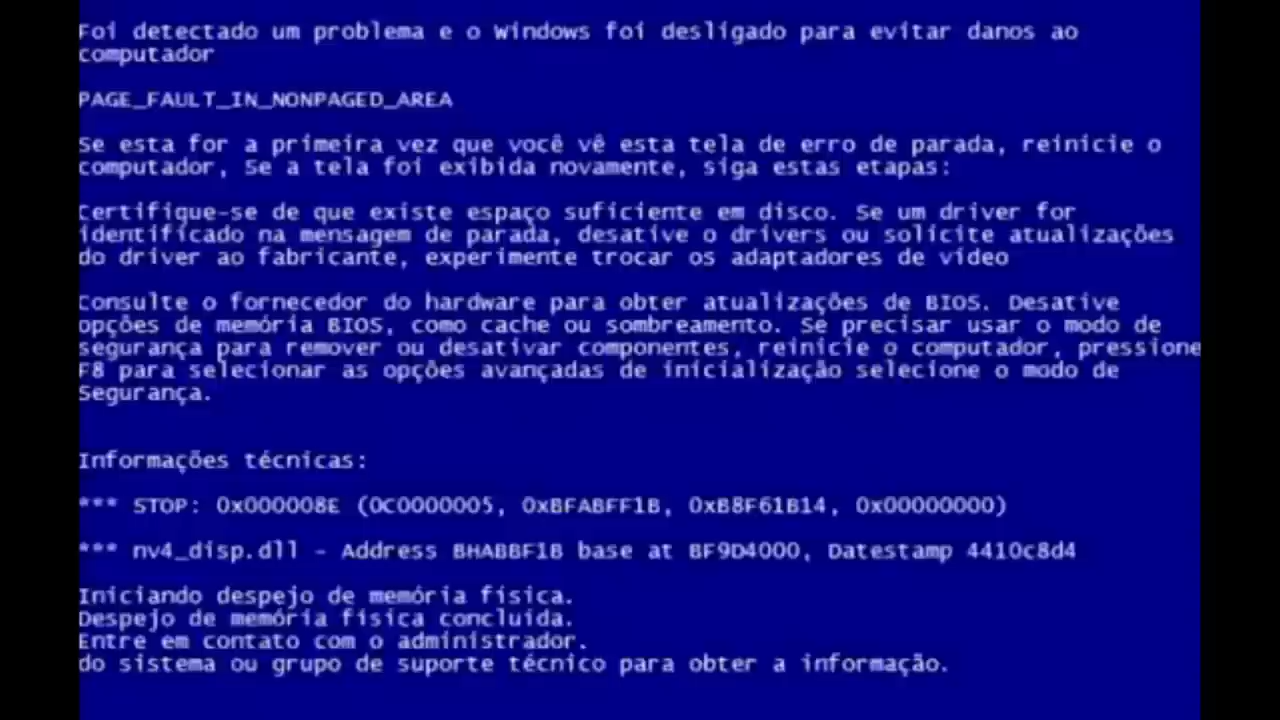 Foi detectado um problema e o Windows foi desligado para evitar danos ao
computador
PAGE_FAULT_IN_NONPAGED_AREA
Se esta for a primeira vez que você vê esta tela de erro de parada, reinicie o
computador, Se a tela foi exibida novamente, siga estas etapas:
Certifique-se de que existe espaço suficiente em disco. Se um driver for
identificado na mensagem de parada, desative o drivers ou solicite atualizações
do driver ao fabricante, experimente trocar os adaptadores de vídeo
Consulte o fornecedor do hardware para obter atualizações de BIOS. Desative
opções de memória BIOS, como cache ou sombreamento. Se precisar usar o modo de
segurança para remover ou desativar componentes, reinicie o computador, pressione
F8 para selecionar as opções avançadas de inicialização selecione o modo de
Segurança.
Informações técnicas:
*** STOP: 0x000008E (0C0000005, 0xBFABFF1B, 0xB8F61B14, 0x00000000)
*** nv4_disp.dll - Address BHABBF1B base at BF9D4000, Datestamp 4410c8d4
Iniciando despejo de memória física.
Despejo de memória física concluída.
Entre em contato com o administrador.
do sistema ou grupo de suporte técnico para obter a informação.